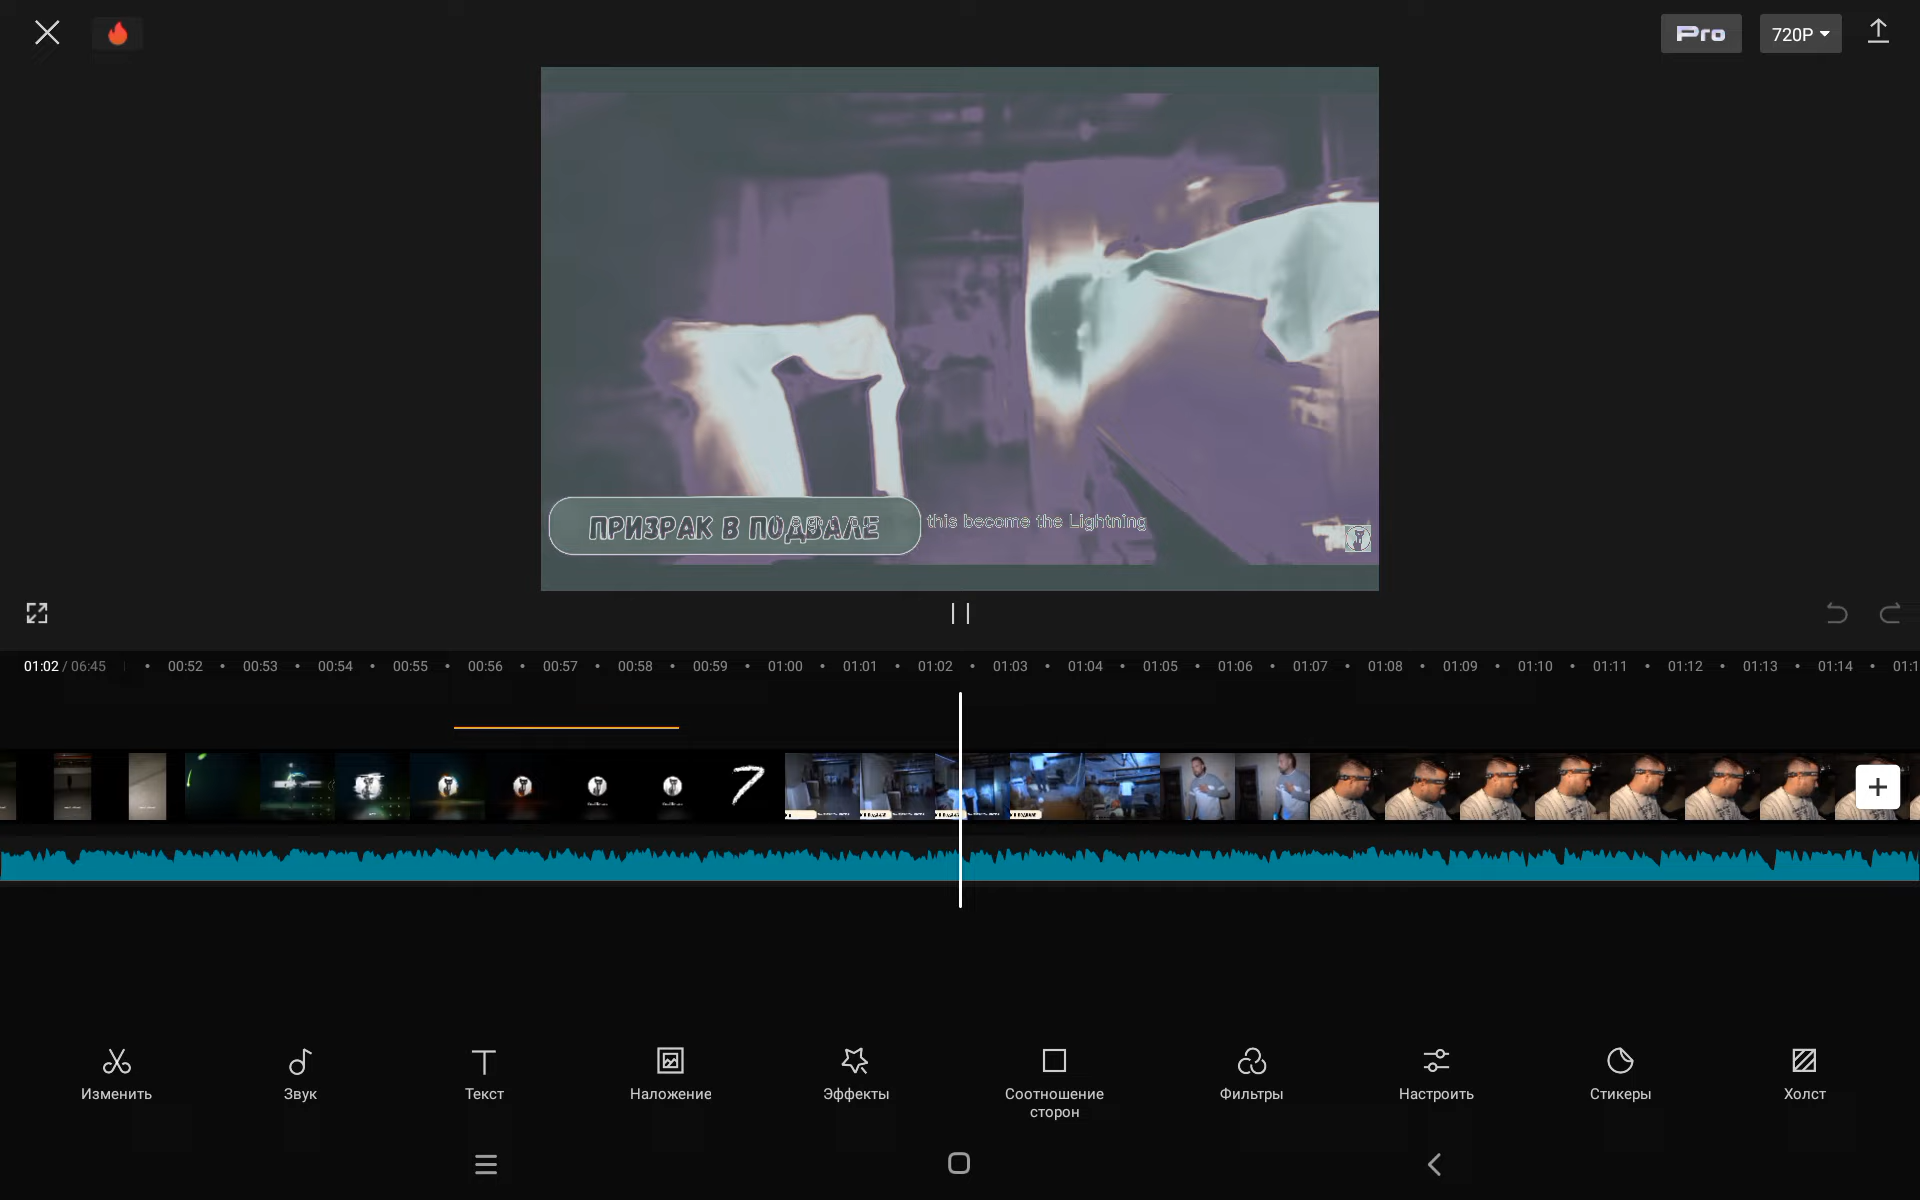 Pro
720P
ПРИЗРАК В ПОДВАЛЕ
this become the Lightning
01:02 / 06:45
00:52
00:53
00:54
00:55
00:56
00:57
00:58
00:59
01:00
01:01
01:02
01:03
01:04
01:05
01:06
01:07
01:08
01:09
01:10
01:11
01:12
01:13
01:14
01:1
7
Изменить
Звук
Текст
Наложение
Эффекты
Соотношение
сторон
Фильтры
Настроить
Стикеры
Холст